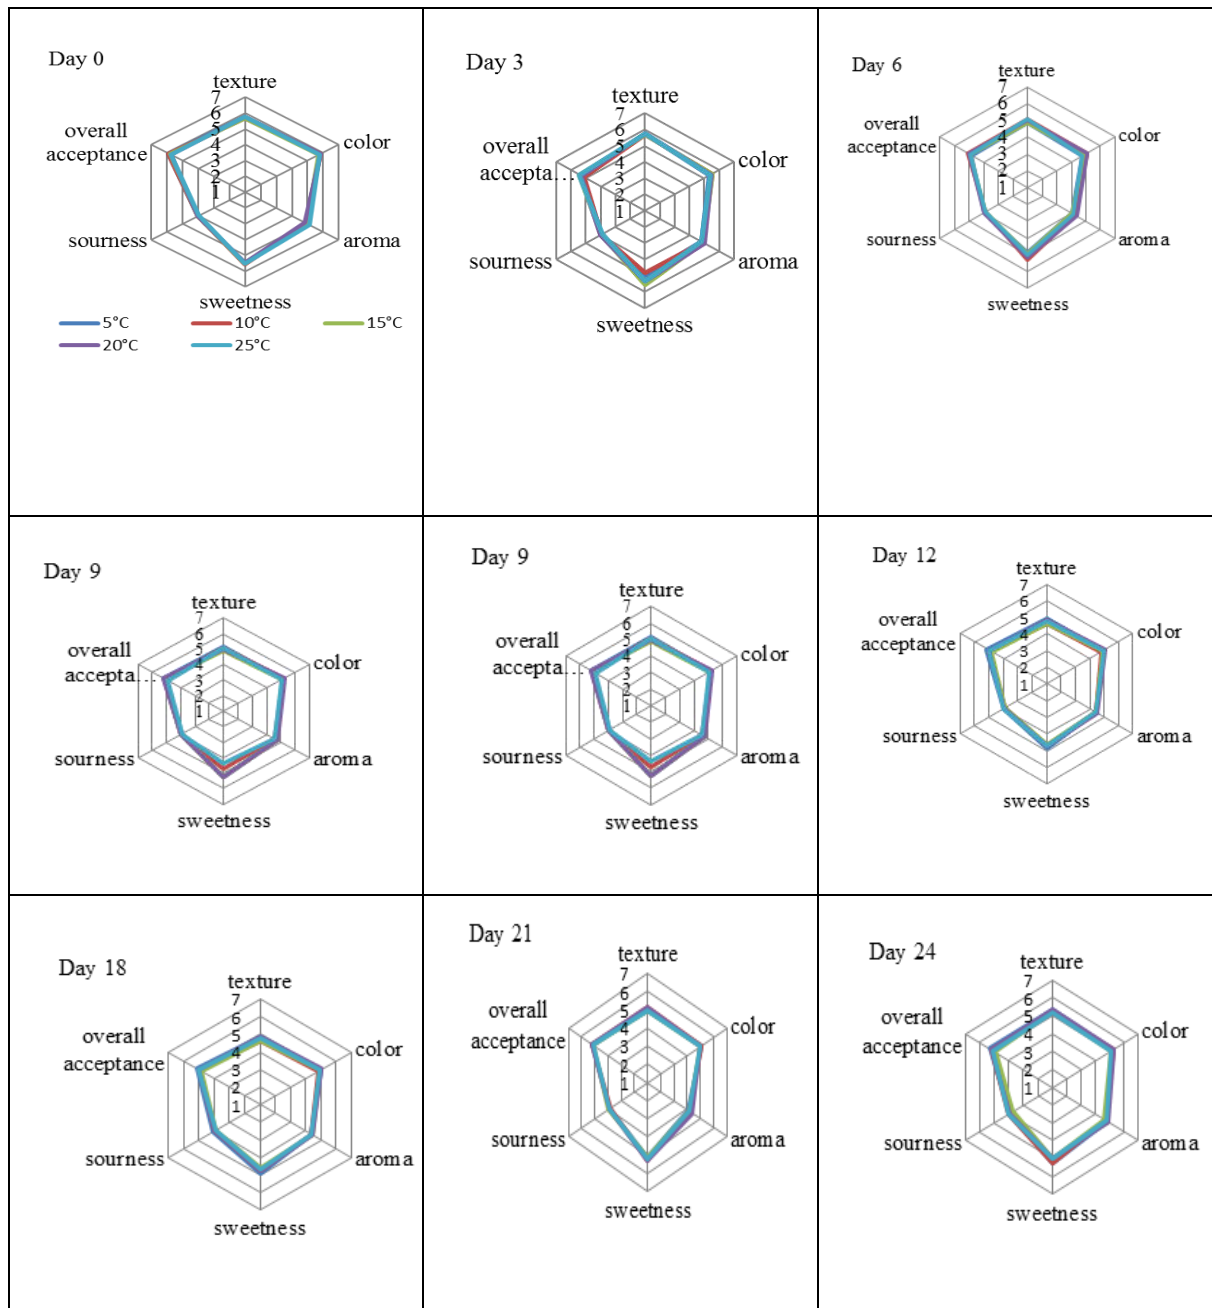 Day 0
texture
7
6
5
4
3
2
1
overall
acceptance
color
sourness
aroma
sweetness
5°C
10°C
15°C
20°C
25°C
Day 3
texture
7
6
5
4
3
2
1
overall
accepta...
color
sourness
aroma
sweetness
Day 6
texture
7
6
5
4
3
2
1
overall
acceptance
color
sourness
aroma
sweetness
Day 9
texture
7
6
5
4
3
2
1
overall
accepta...
color
sourness
aroma
sweetness
Day 9
texture
7
6
5
4
3
2
1
overall
accepta...
color
sourness
aroma
sweetness
Day 12
texture
7
6
5
4
3
2
1
overall
acceptance
color
sourness
aroma
sweetness
Day 18
texture
7
6
5
4
3
2
1
overall
acceptance
color
sourness
aroma
sweetness
Day 21
texture
7
6
5
4
3
2
1
overall
acceptance
color
sourness
aroma
sweetness
Day 24
texture
7
6
5
4
3
2
1
overall
acceptance
color
sourness
aroma
sweetness